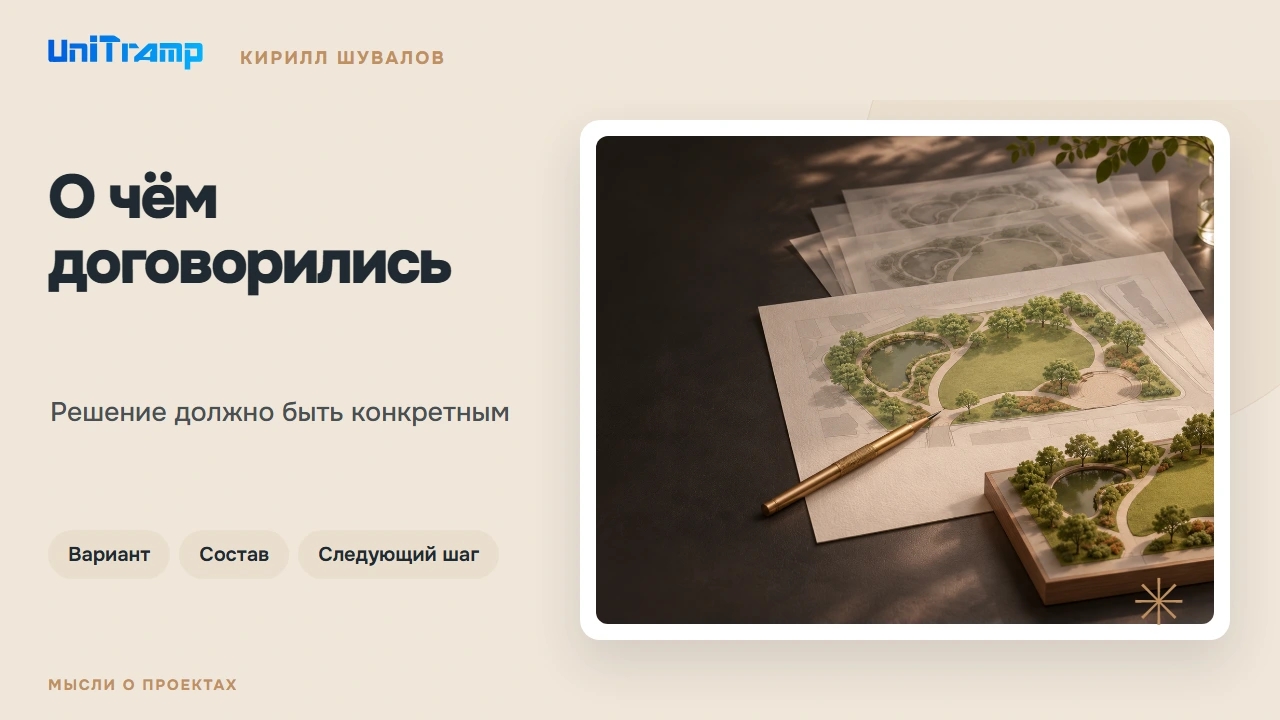 UniTramp
КИРИЛЛ ШУВАЛОВ
О чём
договорились
Решение должно быть конкретным
Вариант
Состав
Следующий шаг
МЫСЛИ О ПРОЕКТАХ